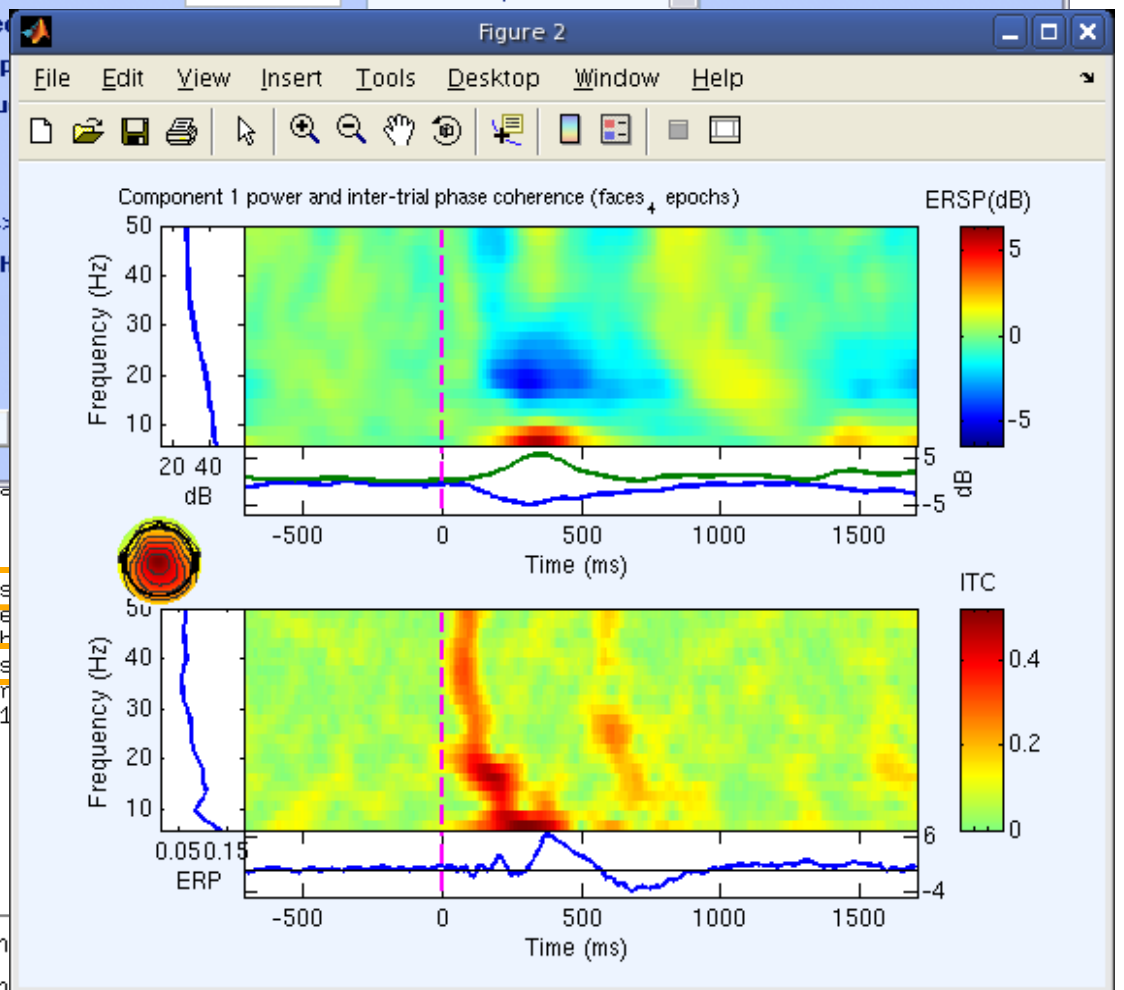 Figure 2
File Edit View Insert Tools Desktop Window Help
Component 1 power and inter-trial phase coherence (faces4 epochs)
ERSP(dB)
Frequency (Hz)
50
40
30
20
10
5
0
-5
20 40
dB
5
-5
dB
-500 0 500 1000 1500
Time (ms)
ITC
Frequency (Hz)
50
40
30
20
10
0.4
0.2
0
0.05 0.15
ERP
6
-4
-500 0 500 1000 1500
Time (ms)